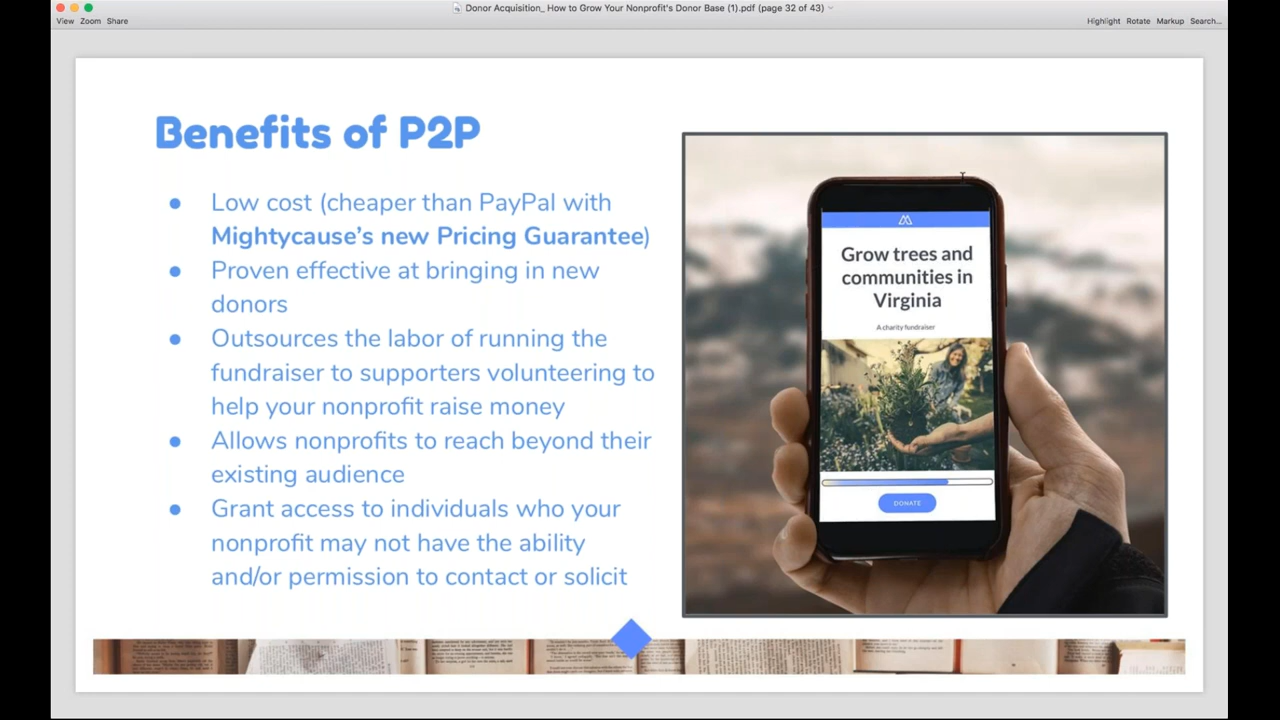 Donor Acquisition_ How to Grow Your Nonprofit's Donor Base (1).pdf (page 32 of 43)
View Zoom Share
Highlight Rotate Markup Search...
Benefits of P2P
● Low cost (cheaper than PayPal with
Mightycause's new Pricing Guarantee)
● Proven effective at bringing in new
donors
● Outsources the labor of running the
fundraiser to supporters volunteering to
help your nonprofit raise money
● Allows nonprofits to reach beyond their
existing audience
● Grant access to individuals who your
nonprofit may not have the ability
and/or permission to contact or solicit
Grow trees and
communities in
Virginia
A charity fundraiser
DONATE